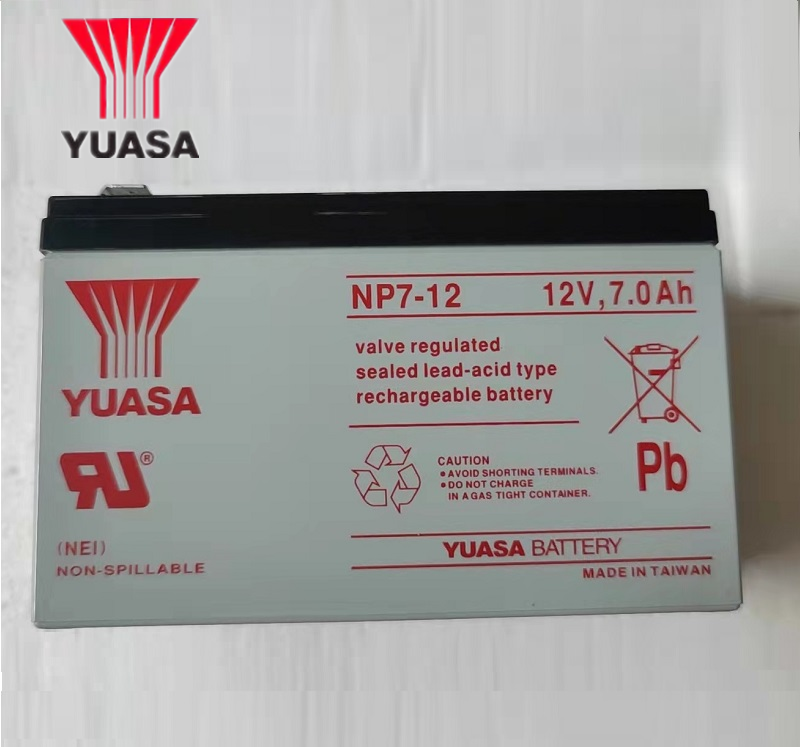 YUASA
YUASA
NP7-12 12V,7.0Ah
valve regulated
sealed lead-acid type
rechargeable battery
RU®
CAUTION
•AVOID SHORTING TERMINALS.
•DO NOT CHARGE
IN A GAS TIGHT CONTAINER.
Pb
(NEI)
NON-SPILLABLE
YUASA BATTERY
MADE IN TAIWAN